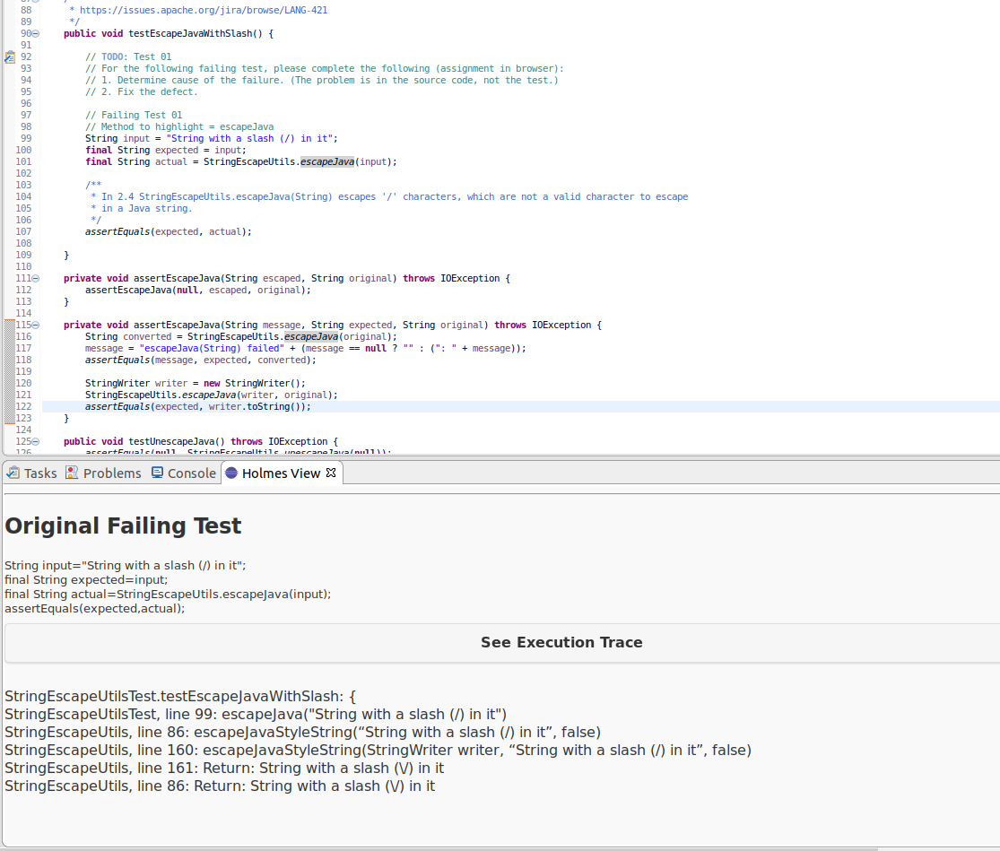 88 * https://issues.apache.org/jira/browse/LANG-421
89 */
90 public void testEscapeJavaWithSlash() {
91
92 // TODO: Test 01
93 // For the following failing test, please complete the following (assignment in browser):
94 // 1. Determine cause of the failure. (The problem is in the source code, not the test.)
95 // 2. Fix the defect.
96
97 // Failing Test 01
98 // Method to highlight = escapeJava
99 String input = "String with a slash (/) in it";
100 final String expected = input;
101 final String actual = StringEscapeUtils.escapeJava(input);
102
103 /**
104 * In 2.4 StringEscapeUtils.escapeJava(String) escapes '/' characters, which are not a valid character to escape
105 * in a Java string.
106 */
107 assertEquals(expected, actual);
108
109 }
110
111 private void assertEscapeJava(String escaped, String original) throws IOException {
112 assertEscapeJava(null, escaped, original);
113 }
114
115 private void assertEscapeJava(String message, String expected, String original) throws IOException {
116 String converted = StringEscapeUtils.escapeJava(original);
117 message = "escapeJava(String) failed" + (message == null ? "" : (": " + message));
118 assertEquals(message, expected, converted);
119
120 StringWriter writer = new StringWriter();
121 StringEscapeUtils.escapeJava(writer, original);
122 assertEquals(expected, writer.toString());
123 }
124
125 public void testUnescapeJava() throws IOException {
126 assertEquals(null, StringEscapeUtils.unescapeJava(null));
Tasks Problems Console Holmes View
Original Failing Test
String input="String with a slash (/) in it";
final String expected=input;
final String actual=StringEscapeUtils.escapeJava(input);
assertEquals(expected,actual);
See Execution Trace
StringEscapeUtilsTest.testEscapeJavaWithSlash: {
StringEscapeUtilsTest, line 99: escapeJava("String with a slash (/) in it")
StringEscapeUtils, line 86: escapeJavaStyleString(“String with a slash (/) in it”, false)
StringEscapeUtils, line 160: escapeJavaStyleString(StringWriter writer, “String with a slash (/) in it”, false)
StringEscapeUtils, line 161: Return: String with a slash (\/) in it
StringEscapeUtils, line 86: Return: String with a slash (\/) in it